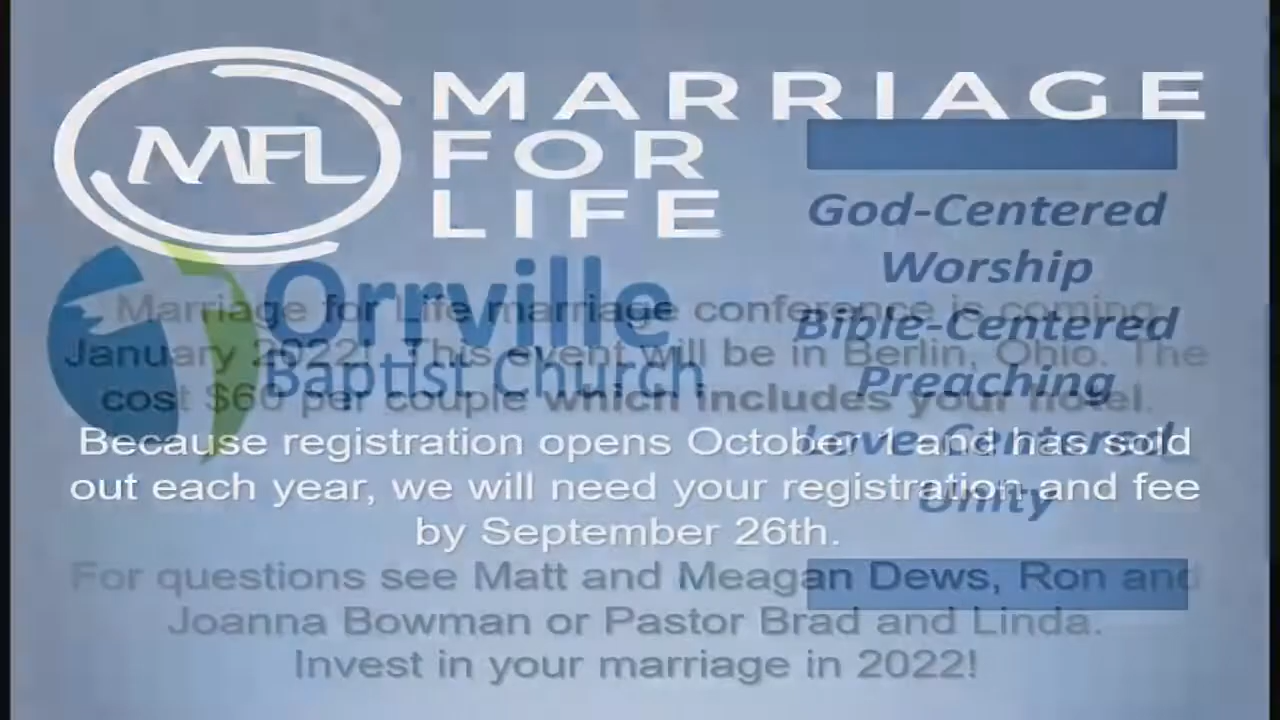 MFL
MARRIAGE
FOR
LIFE
Marriage for Life marriage conference is coming
January 2022! This event will be in Berlin, Ohio. The
cost $60 per couple which includes your hotel.
Because registration opens October 1 and has sold
out each year, we will need your registration and fee
by September 26th.
For questions see Matt and Meagan Dews, Ron and
Joanna Bowman or Pastor Brad and Linda.
Invest in your marriage in 2022!
Orrville
Baptist Church
God-Centered
Worship
Bible-Centered
Preaching
Love-Centered
Unity